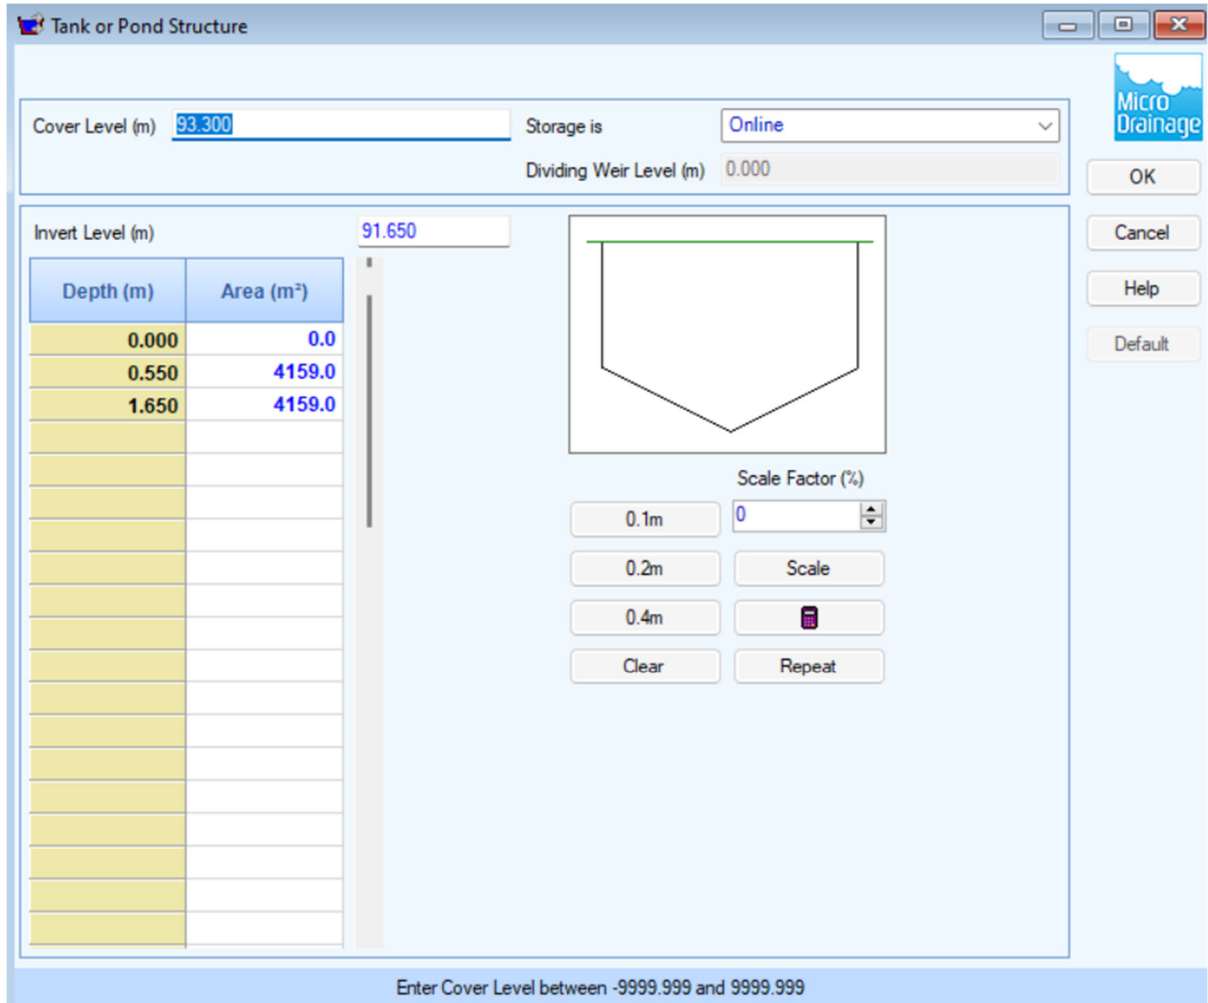 Tank or Pond Structure
Micro
Drainage
Cover Level (m) 93.300 Storage is Online
Dividing Weir Level (m) 0.000
OK
Invert Level (m) 91.650
Cancel
Depth (m) Area (m²)
Help
0.000 0.0
Default
0.550 4159.0
1.650 4159.0
Scale Factor (%)
0.1m 0
0.2m Scale
0.4m
Clear Repeat
Enter Cover Level between -9999.999 and 9999.999